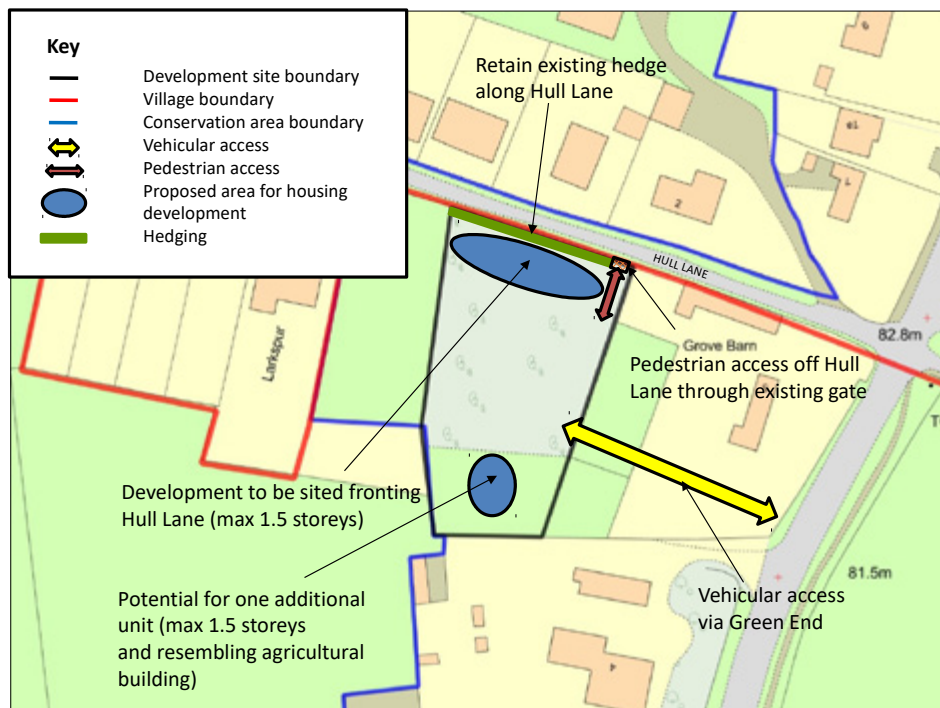 Key
Development site boundary
Village boundary
Conservation area boundary
Vehicular access
Pedestrian access
Proposed area for housing
development
Hedging
Retain existing hedge
along Hull Lane
2
HULL LANE
82.8m
Grove Barn
Larkspur
Pedestrian access off Hull
Lane through existing gate
Development to be sited fronting
Hull Lane (max 1.5 storeys)
Potential for one additional
unit (max 1.5 storeys
and resembling agricultural
building)
81.5m
Vehicular access
via Green End